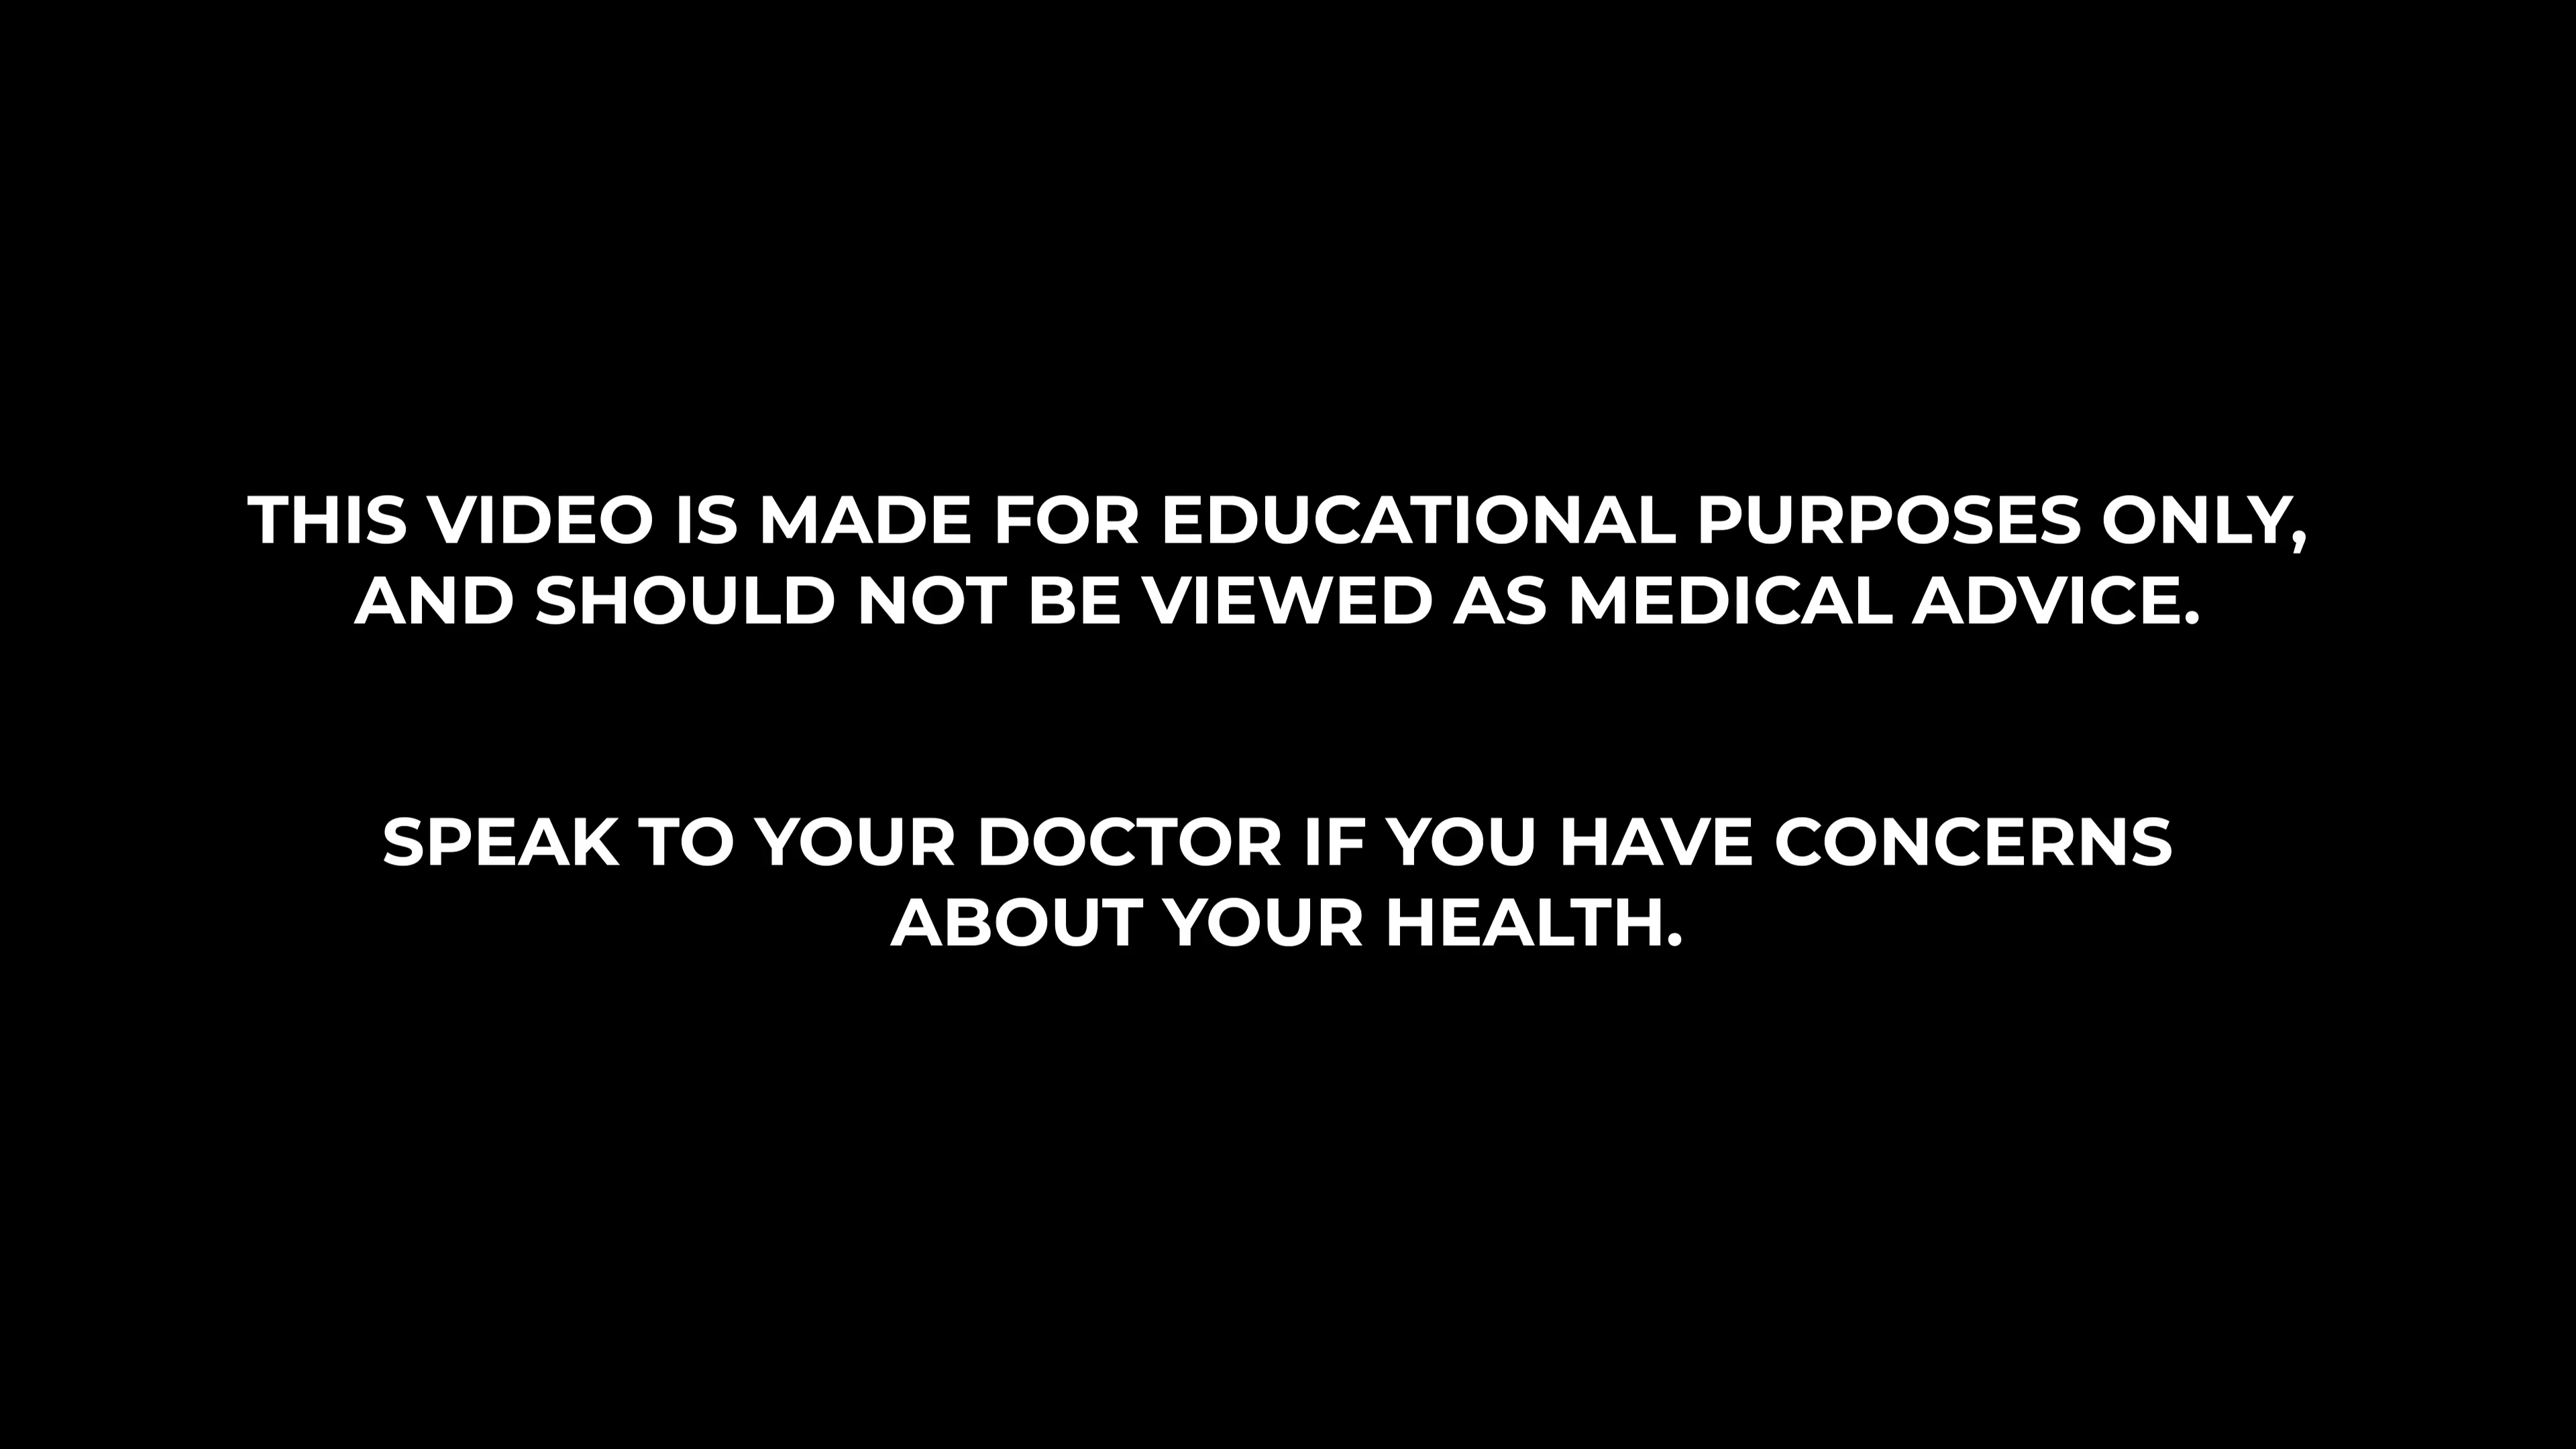 THIS VIDEO IS MADE FOR EDUCATIONAL PURPOSES ONLY,
AND SHOULD NOT BE VIEWED AS MEDICAL ADVICE.
SPEAK TO YOUR DOCTOR IF YOU HAVE CONCERNS
ABOUT YOUR HEALTH.